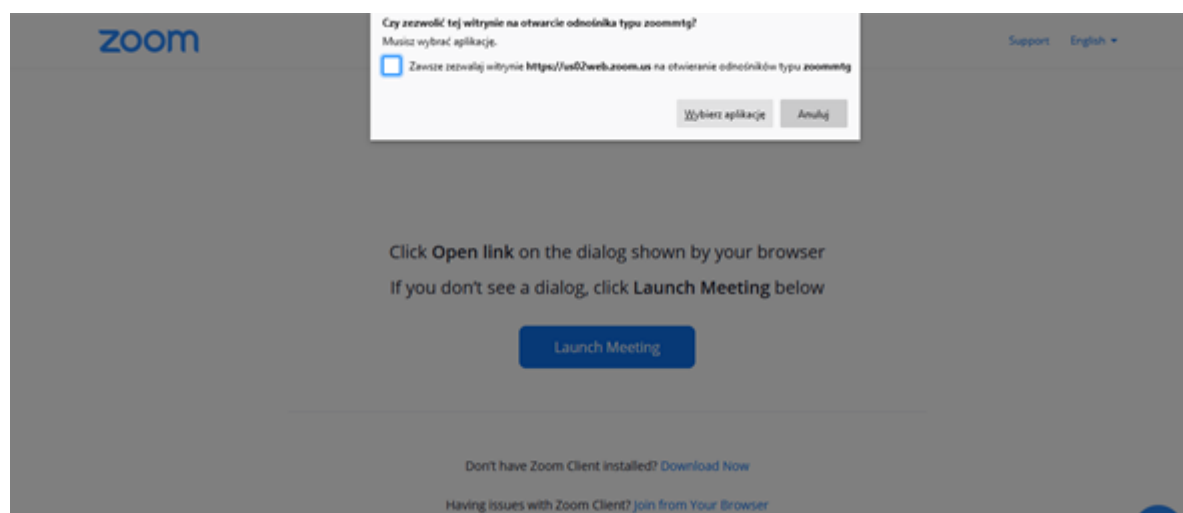 Czy zezwolić tej witrynie na otwarcie odnośnika typu zoommtg?
Musisz wybrać aplikację.
Zawsze zezwalaj witrynie https://us02web.zoom.us na otwieranie odnośników typu zoommtg
Wybierz aplikację Anuluj
zoom Support English
Click Open link on the dialog shown by your browser
If you don't see a dialog, click Launch Meeting below
Launch Meeting
Don't have Zoom Client installed? Download Now
Having issues with Zoom Client? Join from Your Browser